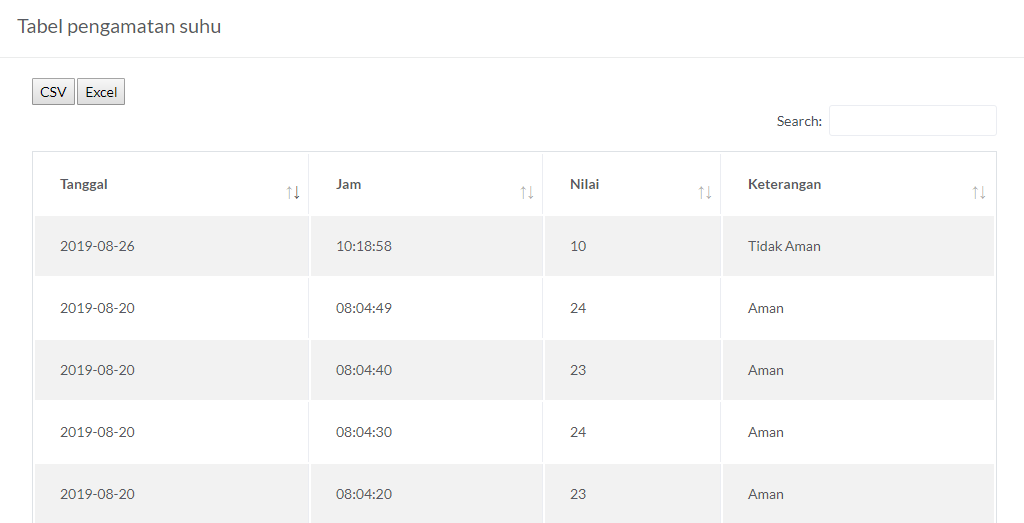 Tabel pengamatan suhu
CSV Excel
Search:
Tanggal Jam Nilai Keterangan
2019-08-26 10:18:58 10 Tidak Aman
2019-08-20 08:04:49 24 Aman
2019-08-20 08:04:40 23 Aman
2019-08-20 08:04:30 24 Aman
2019-08-20 08:04:20 23 Aman